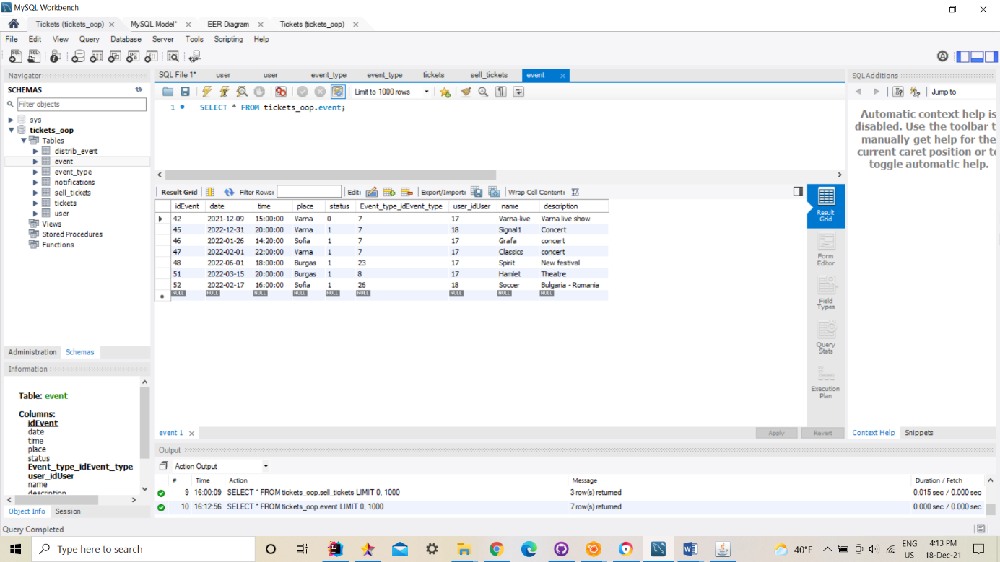 MySQL Workbench
Tickets (tickets_oop) MySQL Model* EER Diagram Tickets (tickets_oop)
File Edit View Query Database Server Tools Scripting Help
Navigator
SCHEMAS
Filter objects
sys
tickets_oop
Tables
distrib_event
event
event_type
notifications
sell_tickets
tickets
user
Views
Stored Procedures
Functions
Administration Schemas
Information
Table: event
Columns:
idEvent
date
time
place
status
Event_type_idEvent_type
user_idUser
name
description
Object Info Session
Query Completed
SQL File 1* user user event_type event_type tickets sell_tickets event
Limit to 1000 rows
1 SELECT * FROM tickets_oop.event;
Result Grid Filter Rows: Edit: Export/Import: Wrap Cell Content:
idEvent date time place status Event_type_idEvent_type user_idUser name description
42 2021-12-09 15:00:00 Varna 0 7 17 Varna-live Varna live show
45 2022-12-31 20:00:00 Varna 1 7 18 Signal1 Concert
46 2022-01-26 14:20:00 Sofia 1 7 17 Grafa concert
47 2022-02-01 22:00:00 Varna 1 7 17 Classics concert
48 2022-06-01 18:00:00 Burgas 1 23 17 Spirit New festival
51 2022-03-15 20:00:00 Burgas 1 8 17 Hamlet Theatre
52 2022-02-17 16:00:00 Sofia 1 26 18 Soccer Bulgaria - Romania
NULL NULL NULL NULL NULL NULL NULL NULL NULL
Result
Grid
Form
Editor
Field
Types
Query
Stats
Execution
Plan
event 1 Apply Revert
Output
Action Output
# Time Action Message Duration / Fetch
9 16:00:09 SELECT * FROM tickets_oop.sell_tickets LIMIT 0, 1000 3 row(s) returned 0.015 sec / 0.000 sec
10 16:12:56 SELECT * FROM tickets_oop.event LIMIT 0, 1000 7 row(s) returned 0.000 sec / 0.000 sec
SQLAdditions
Jump to
Automatic context help is
disabled. Use the toolbar t
manually get help for the
current caret position or to
toggle automatic help.
Context Help Snippets
Type here to search
40°F
ENG
US
4:13 PM
18-Dec-21